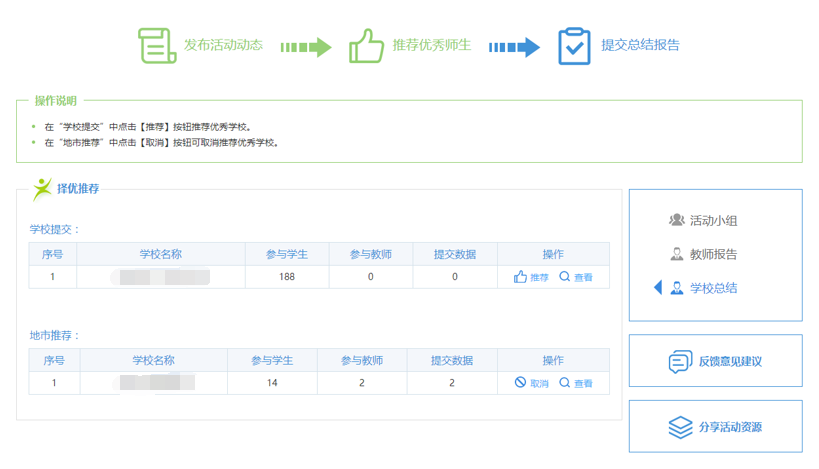 发布活动动态 推荐优秀师生 提交总结报告
操作说明
在“学校提交”中点击【推荐】按钮推荐优秀学校。
在“地市推荐”中点击【取消】按钮可取消推荐优秀学校。
择优推荐
学校提交：
序号 学校名称 参与学生 参与教师 提交数据 操作
1 188 0 0 推荐 查看
地市推荐：
序号 学校名称 参与学生 参与教师 提交数据 操作
1 14 2 2 取消 查看
活动小组
教师报告
学校总结
反馈意见建议
分享活动资源